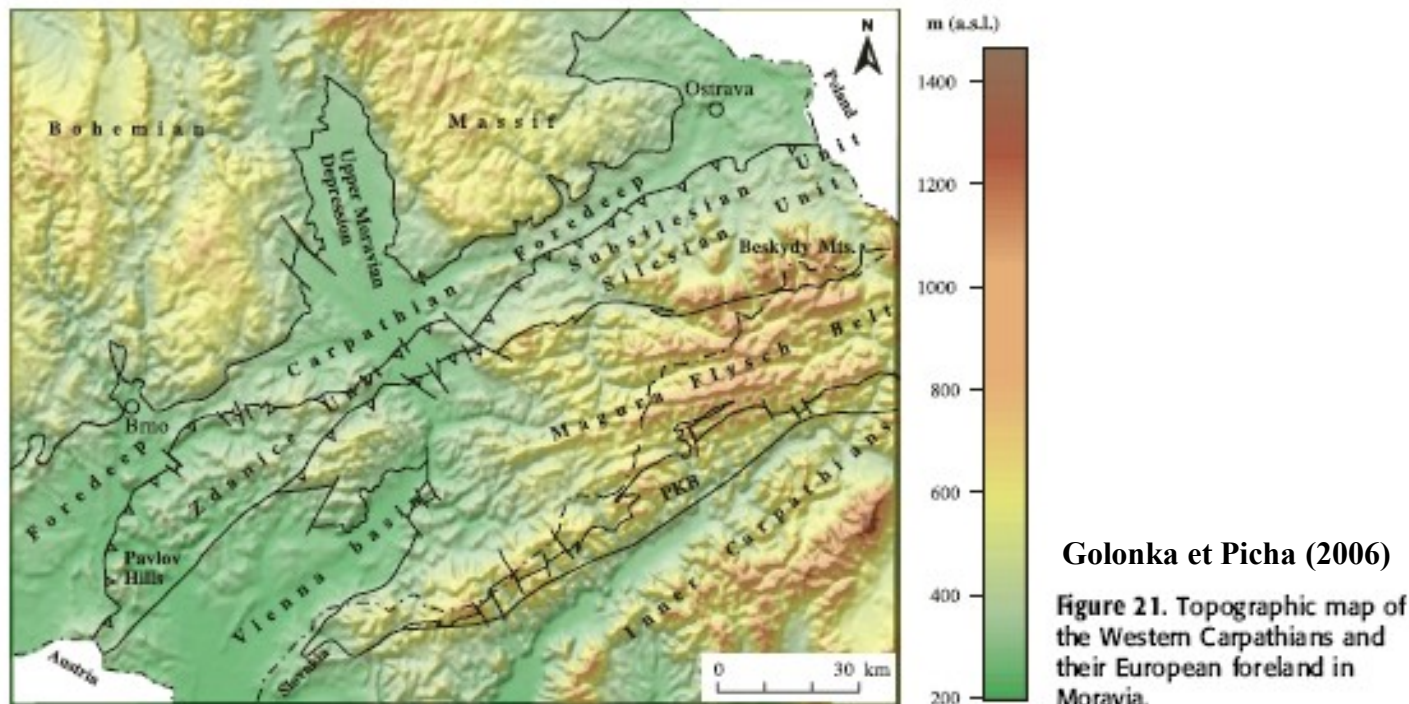 m (a.s.l.)
N
1400
1200
1000
800
600
400
200
Poland
Ostrava
Bohemian
Massif
Upper Moravian
Depression
Carpathian Foredeep
Subsilesian Unit
Silesian Unit
Beskydy Mts.
Magura Flysch Belt
Brno
Foredeep
Zdanice Unit
PKB
Inner Carpathians
Pavlov
Hills
Vienna basin
Austria
Slovakia
0 30 km
Golonka et Picha (2006)
Figure 21. Topographic map of
the Western Carpathians and
their European foreland in
Moravia.